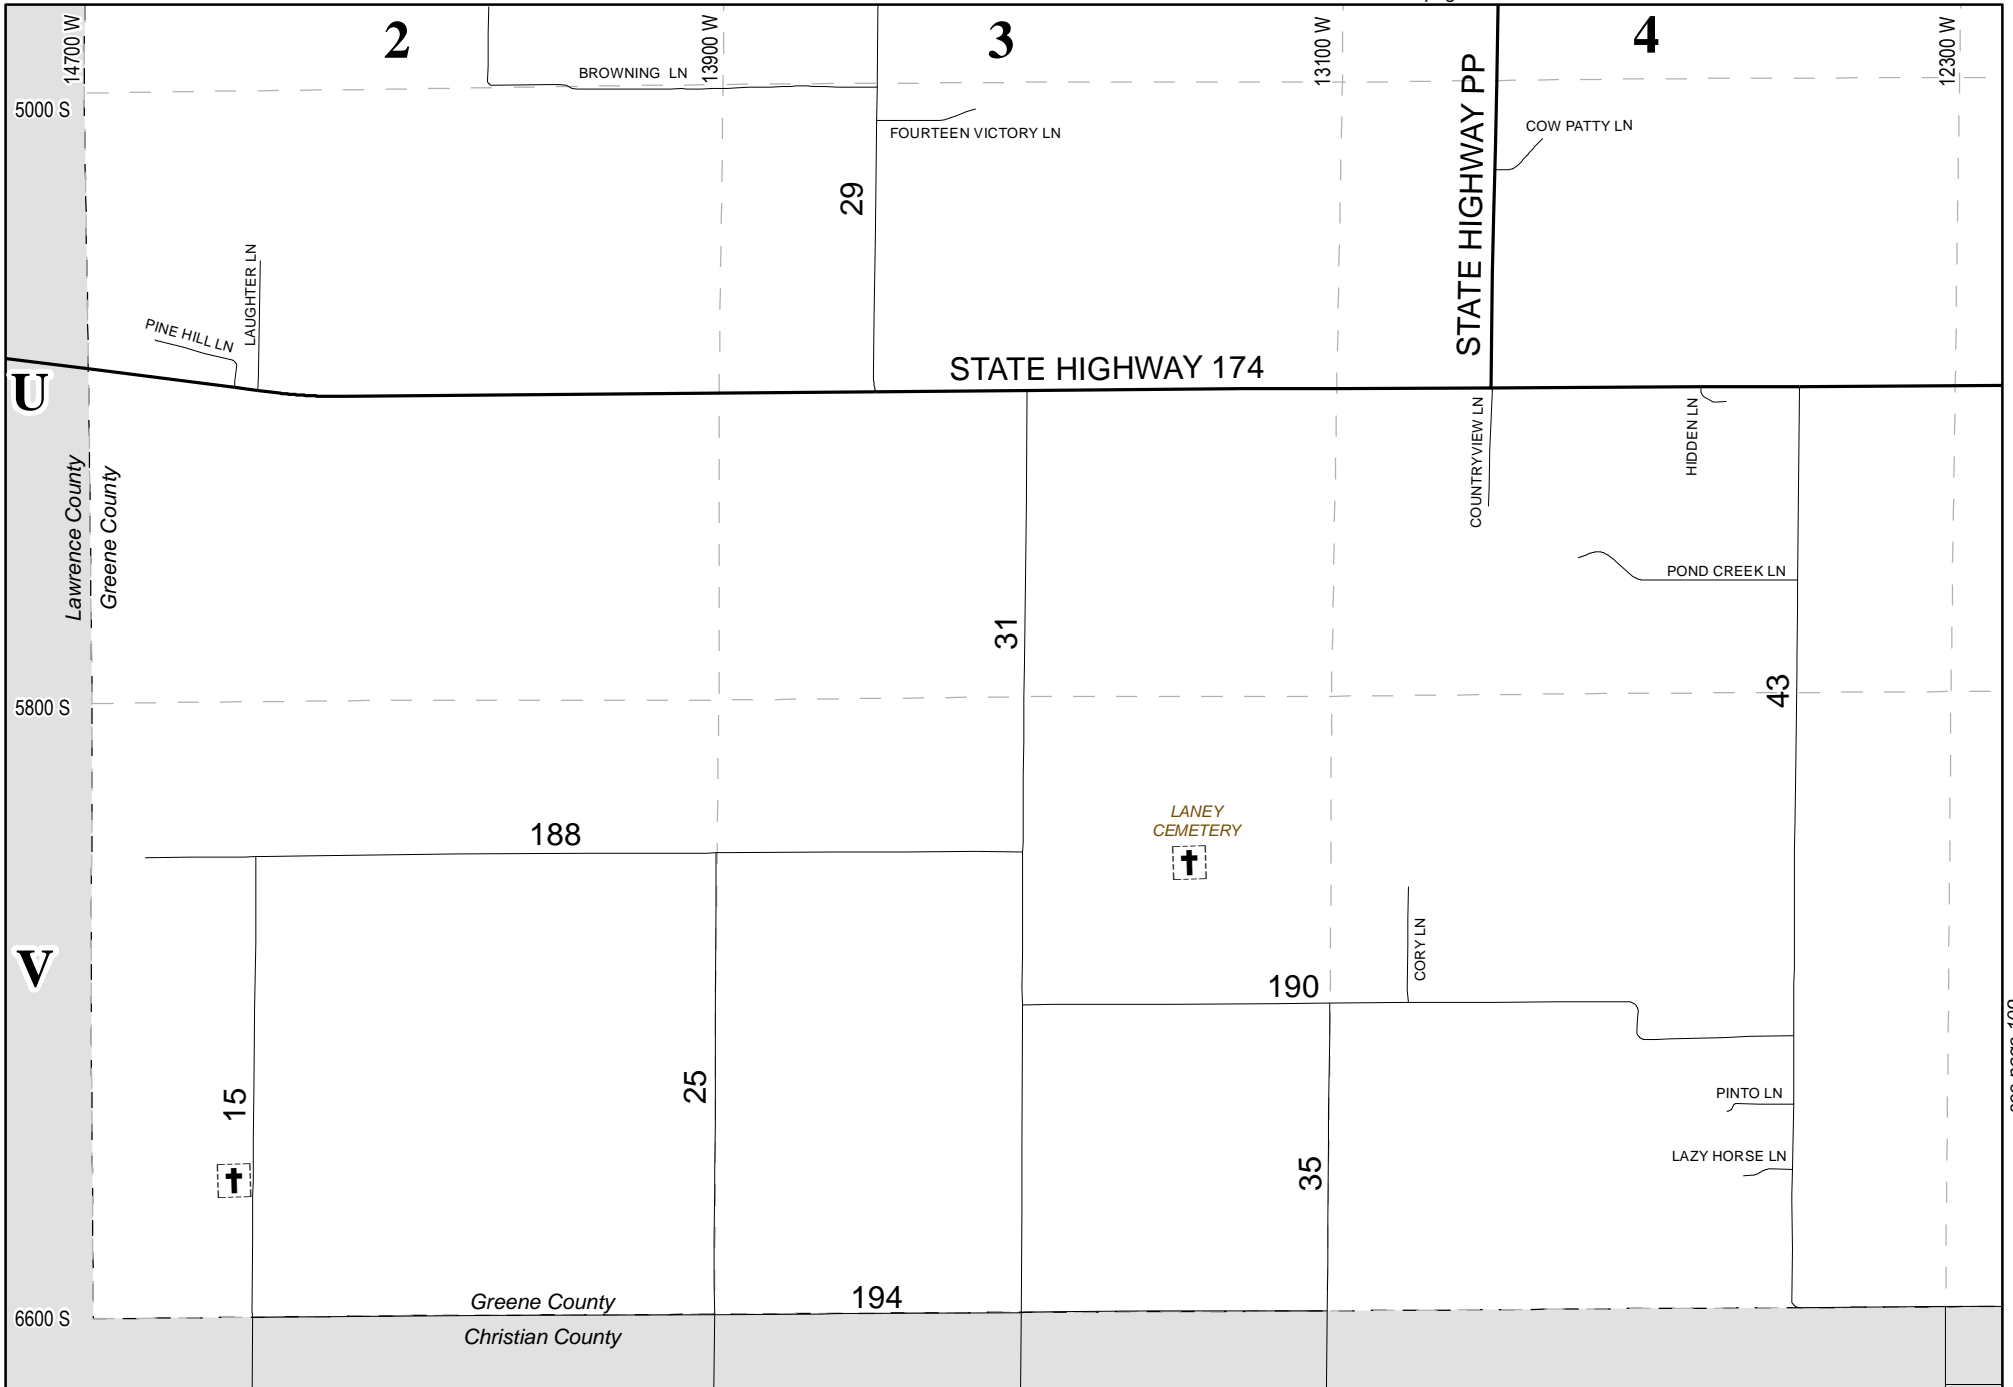 14700 W
2
13900 W
3
13100 W
4
12300 W
BROWNING LN
5000 S
FOURTEEN VICTORY LN
COW PATTY LN
STATE HIGHWAY PP
29
LAUGHTER LN
PINE HILL LN
STATE HIGHWAY 174
U
COUNTRYVIEW LN
HIDDEN LN
Lawrence County
Greene County
POND CREEK LN
31
43
5800 S
LANEY
CEMETERY
188
V
CORY LN
190
15
25
PINTO LN
35
LAZY HORSE LN
194
Greene County
6600 S
Christian County